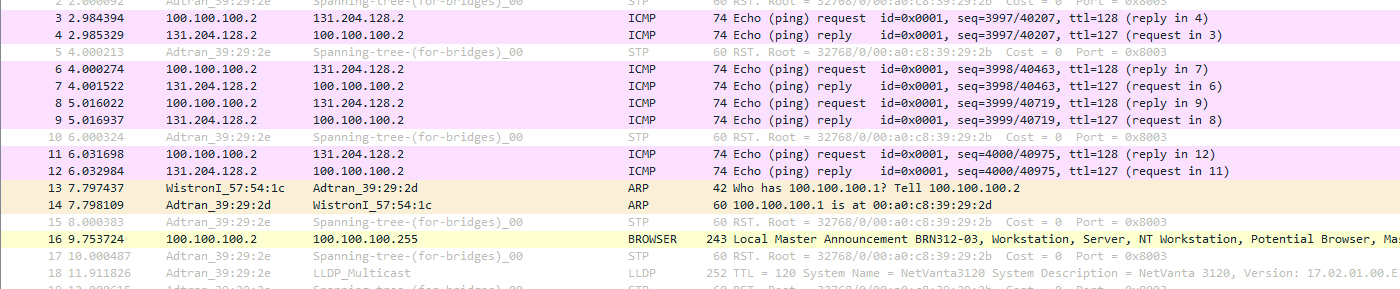 2 2.000092 Adtran_39:29:2e Spanning-tree-(for-bridges)_00 STP 60 RST. Root = 32768/0/00:a0:c8:39:29:2b Cost = 0 Port = 0x8003
3 2.984394 100.100.100.2 131.204.128.2 ICMP 74 Echo (ping) request id=0x0001, seq=3997/40207, ttl=128 (reply in 4)
4 2.985329 131.204.128.2 100.100.100.2 ICMP 74 Echo (ping) reply id=0x0001, seq=3997/40207, ttl=127 (request in 3)
5 4.000213 Adtran_39:29:2e Spanning-tree-(for-bridges)_00 STP 60 RST. Root = 32768/0/00:a0:c8:39:29:2b Cost = 0 Port = 0x8003
6 4.000274 100.100.100.2 131.204.128.2 ICMP 74 Echo (ping) request id=0x0001, seq=3998/40463, ttl=128 (reply in 7)
7 4.001522 131.204.128.2 100.100.100.2 ICMP 74 Echo (ping) reply id=0x0001, seq=3998/40463, ttl=127 (request in 6)
8 5.016022 100.100.100.2 131.204.128.2 ICMP 74 Echo (ping) request id=0x0001, seq=3999/40719, ttl=128 (reply in 9)
9 5.016937 131.204.128.2 100.100.100.2 ICMP 74 Echo (ping) reply id=0x0001, seq=3999/40719, ttl=127 (request in 8)
10 6.000324 Adtran_39:29:2e Spanning-tree-(for-bridges)_00 STP 60 RST. Root = 32768/0/00:a0:c8:39:29:2b Cost = 0 Port = 0x8003
11 6.031698 100.100.100.2 131.204.128.2 ICMP 74 Echo (ping) request id=0x0001, seq=4000/40975, ttl=128 (reply in 12)
12 6.032984 131.204.128.2 100.100.100.2 ICMP 74 Echo (ping) reply id=0x0001, seq=4000/40975, ttl=127 (request in 11)
13 7.797437 WistronI_57:54:1c Adtran_39:29:2d ARP 42 Who has 100.100.100.1? Tell 100.100.100.2
14 7.798109 Adtran_39:29:2d WistronI_57:54:1c ARP 60 100.100.100.1 is at 00:a0:c8:39:29:2d
15 8.000383 Adtran_39:29:2e Spanning-tree-(for-bridges)_00 STP 60 RST. Root = 32768/0/00:a0:c8:39:29:2b Cost = 0 Port = 0x8003
16 9.753724 100.100.100.2 100.100.100.255 BROWSER 243 Local Master Announcement BRN312-03, Workstation, Server, NT Workstation, Potential Browser, Ma
17 10.000487 Adtran_39:29:2e Spanning-tree-(for-bridges)_00 STP 60 RST. Root = 32768/0/00:a0:c8:39:29:2b Cost = 0 Port = 0x8003
18 11.911826 Adtran_39:29:2e LLDP_Multicast LLDP 252 TTL = 120 System Name = NetVanta3120 System Description = NetVanta 3120, Version: 17.02.01.00.E